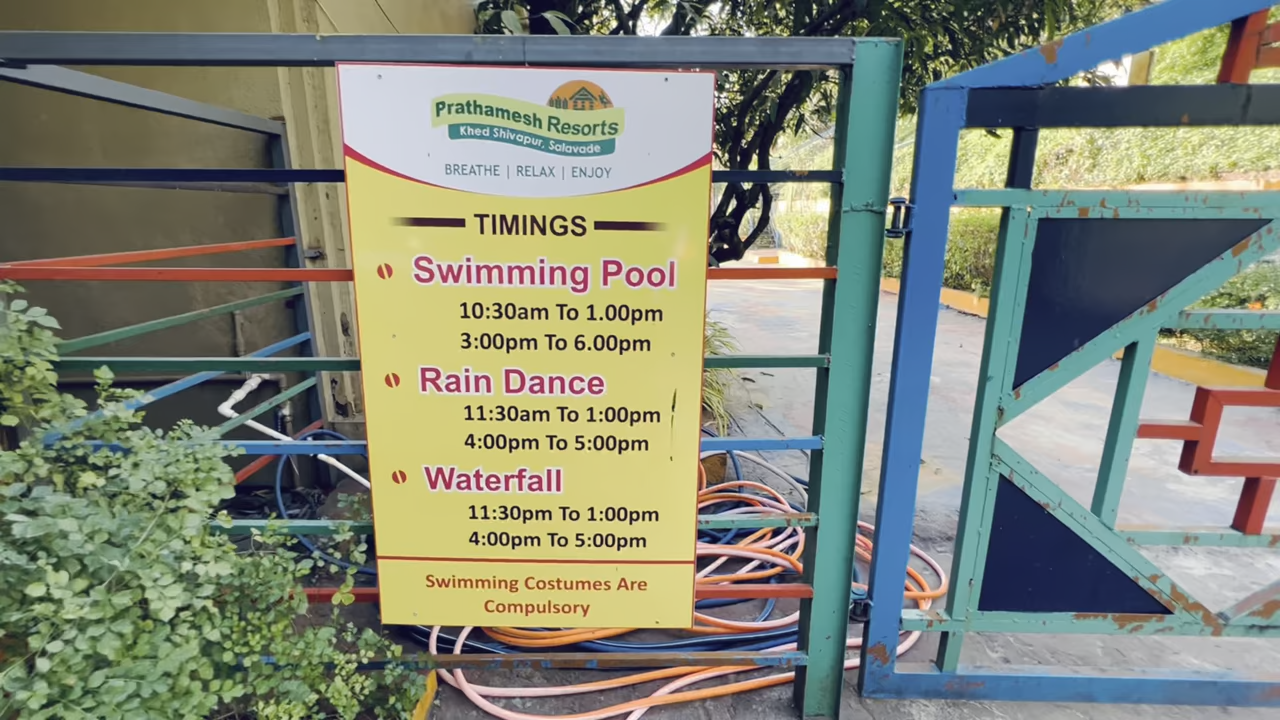 Prathamesh Resorts
Khed Shivapur, Salavade
BREATHE | RELAX | ENJOY
TIMINGS
Swimming Pool
10:30am To 1.00pm
3:00pm To 6.00pm
Rain Dance
11:30am To 1:00pm
4:00pm To 5:00pm
Waterfall
11:30pm To 1:00pm
4:00pm To 5:00pm
Swimming Costumes Are
Compulsory